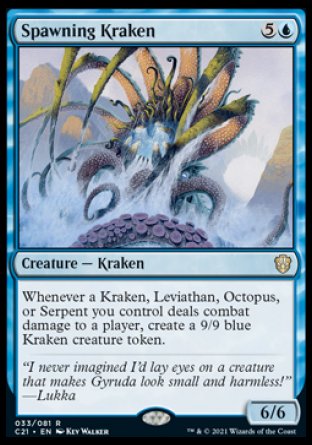 Spawning Kraken 5
Creature — Kraken
Whenever a Kraken, Leviathan, Octopus,
or Serpent you control deals combat
damage to a player, create a 9/9 blue
Kraken creature token.
"I never imagined I'd lay eyes on a creature
that makes Gyruda look small and harmless!"
—Lukka
6/6
033/081 R
C21 • EN Key Walker
™ & © 2021 Wizards of the Coast